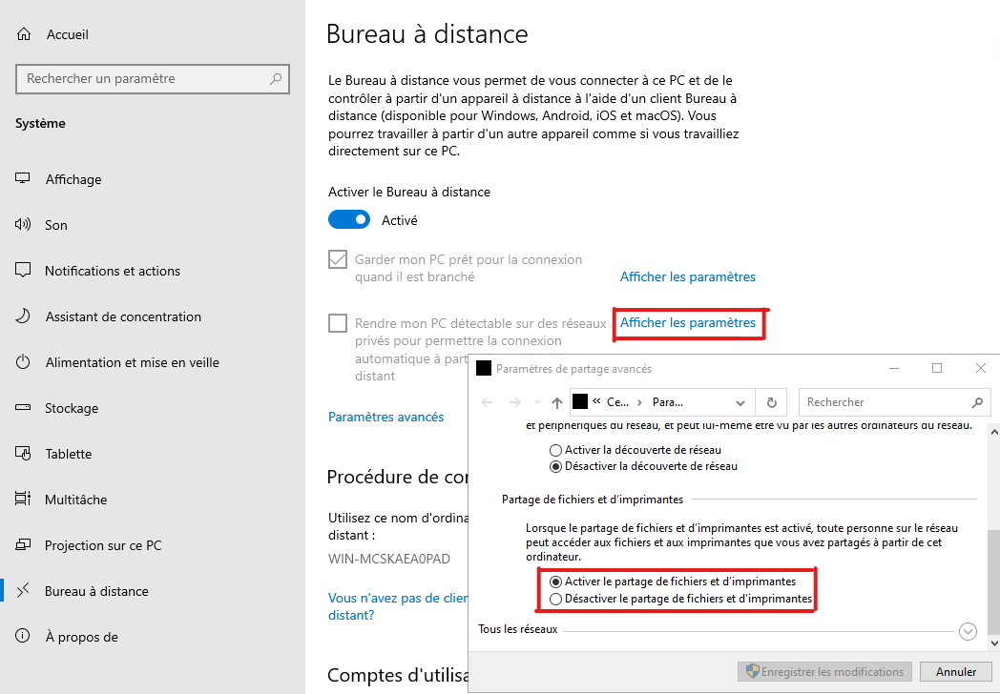 Accueil
Rechercher un paramètre
Système
Affichage
Son
Notifications et actions
Assistant de concentration
Alimentation et mise en veille
Stockage
Tablette
Multitâche
Projection sur ce PC
Bureau à distance
À propos de
Bureau à distance
Le Bureau à distance vous permet de vous connecter à ce PC et de le
contrôler à partir d'un appareil à distance à l'aide d'un client Bureau à
distance (disponible pour Windows, Android, iOS et macOS). Vous
pourrez travailler à partir d'un autre appareil comme si vous travailliez
directement sur ce PC.
Activer le Bureau à distance
Activé
Garder mon PC prêt pour la connexion
quand il est branché
Afficher les paramètres
Rendre mon PC détectable sur des réseaux
privés pour permettre la connexion
automatique à part
distant
Afficher les paramètres
Paramètres avancés
Procédure de con
Utilisez ce nom d'ordina
distant :
WIN-MCSKAEA0PAD
Vous n'avez pas de clien
distant?
Comptes d'utilisa
Paramètres de partage avancés
« Ce... › Para...
Rechercher
et périphériques du réseau, et peut lui-même être vu par les autres ordinateurs du réseau.
Activer la découverte de réseau
Désactiver la découverte de réseau
Partage de fichiers et d'imprimantes
Lorsque le partage de fichiers et d'imprimantes est activé, toute personne sur le réseau
peut accéder aux fichiers et aux imprimantes que vous avez partagés à partir de cet
ordinateur.
Activer le partage de fichiers et d'imprimantes
Désactiver le partage de fichiers et d'imprimantes
Tous les réseaux
Enregistrer les modifications
Annuler